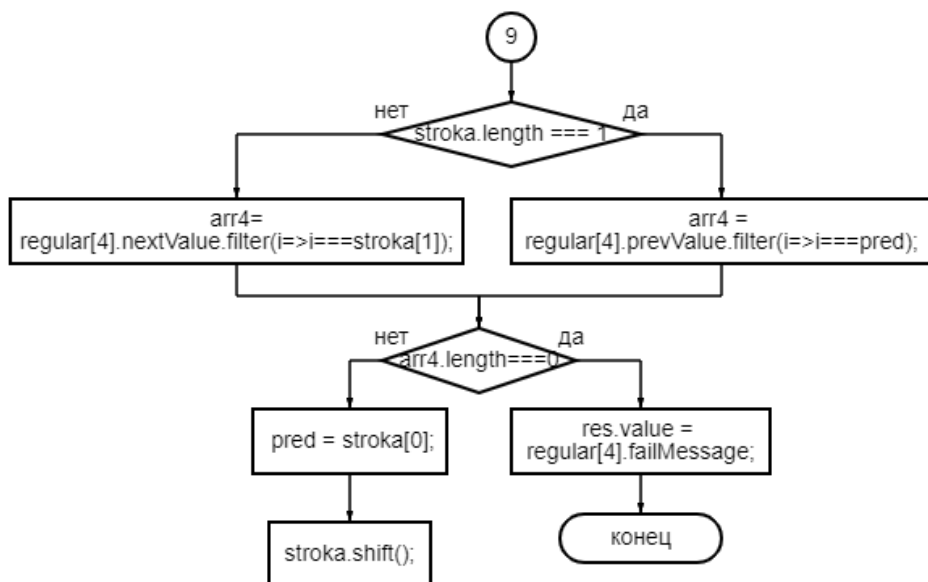 9
нет
да
stroka.length === 1
arr4=
regular[4].nextValue.filter(i=>i===stroka[1]);
arr4 =
regular[4].prevValue.filter(i=>i===pred);
нет
да
arr4.length===0
pred = stroka[0];
res.value =
regular[4].failMessage;
stroka.shift();
конец